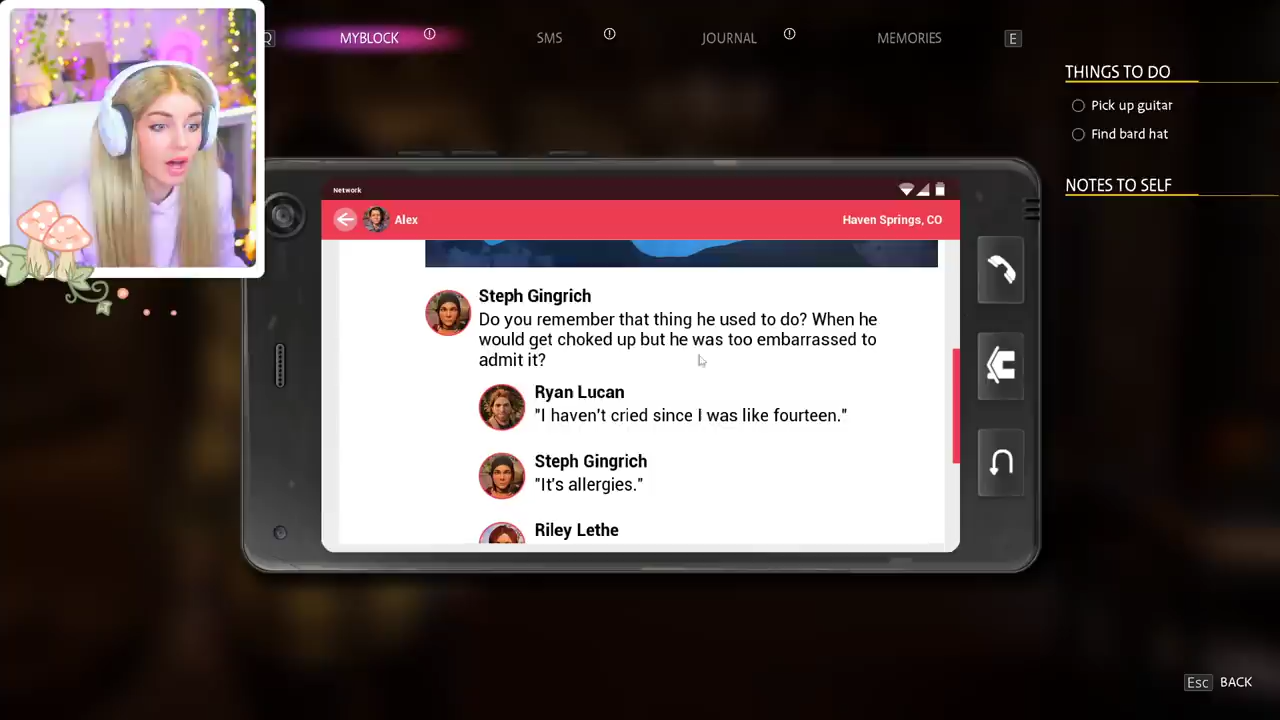 Q MYBLOCK SMS JOURNAL MEMORIES E
THINGS TO DO
Pick up guitar
Find bard hat
NOTES TO SELF
Network
Alex
Haven Springs, CO
Steph Gingrich
Do you remember that thing he used to do? When he
would get choked up but he was too embarrassed to
admit it?
Ryan Lucan
"I haven't cried since I was like fourteen."
Steph Gingrich
"It's allergies."
Riley Lethe
Esc BACK